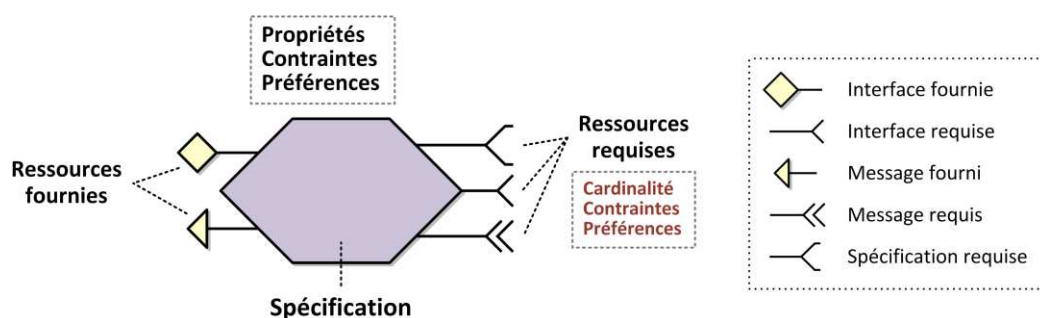 Propriétés
Contraintes
Préférences
Ressources
fournies
Ressources
requises
Cardinalité
Contraintes
Préférences
Spécification
Interface fournie
Interface requise
Message fourni
Message requis
Spécification requise